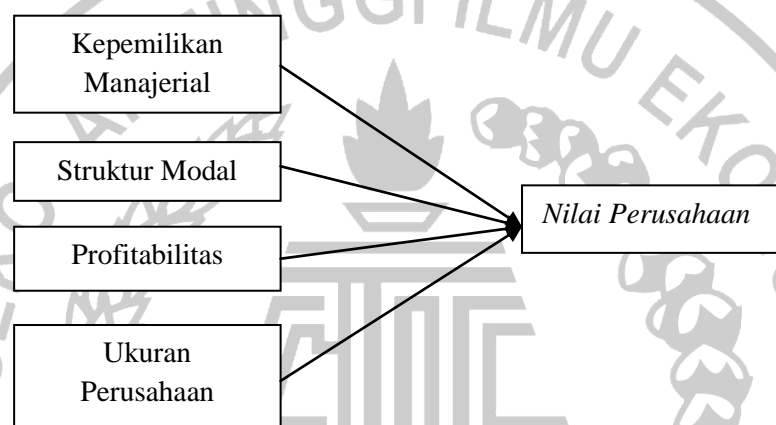 Kepemilikan
Manajerial
Struktur Modal
Profitabilitas
Ukuran
Perusahaan
Nilai Perusahaan